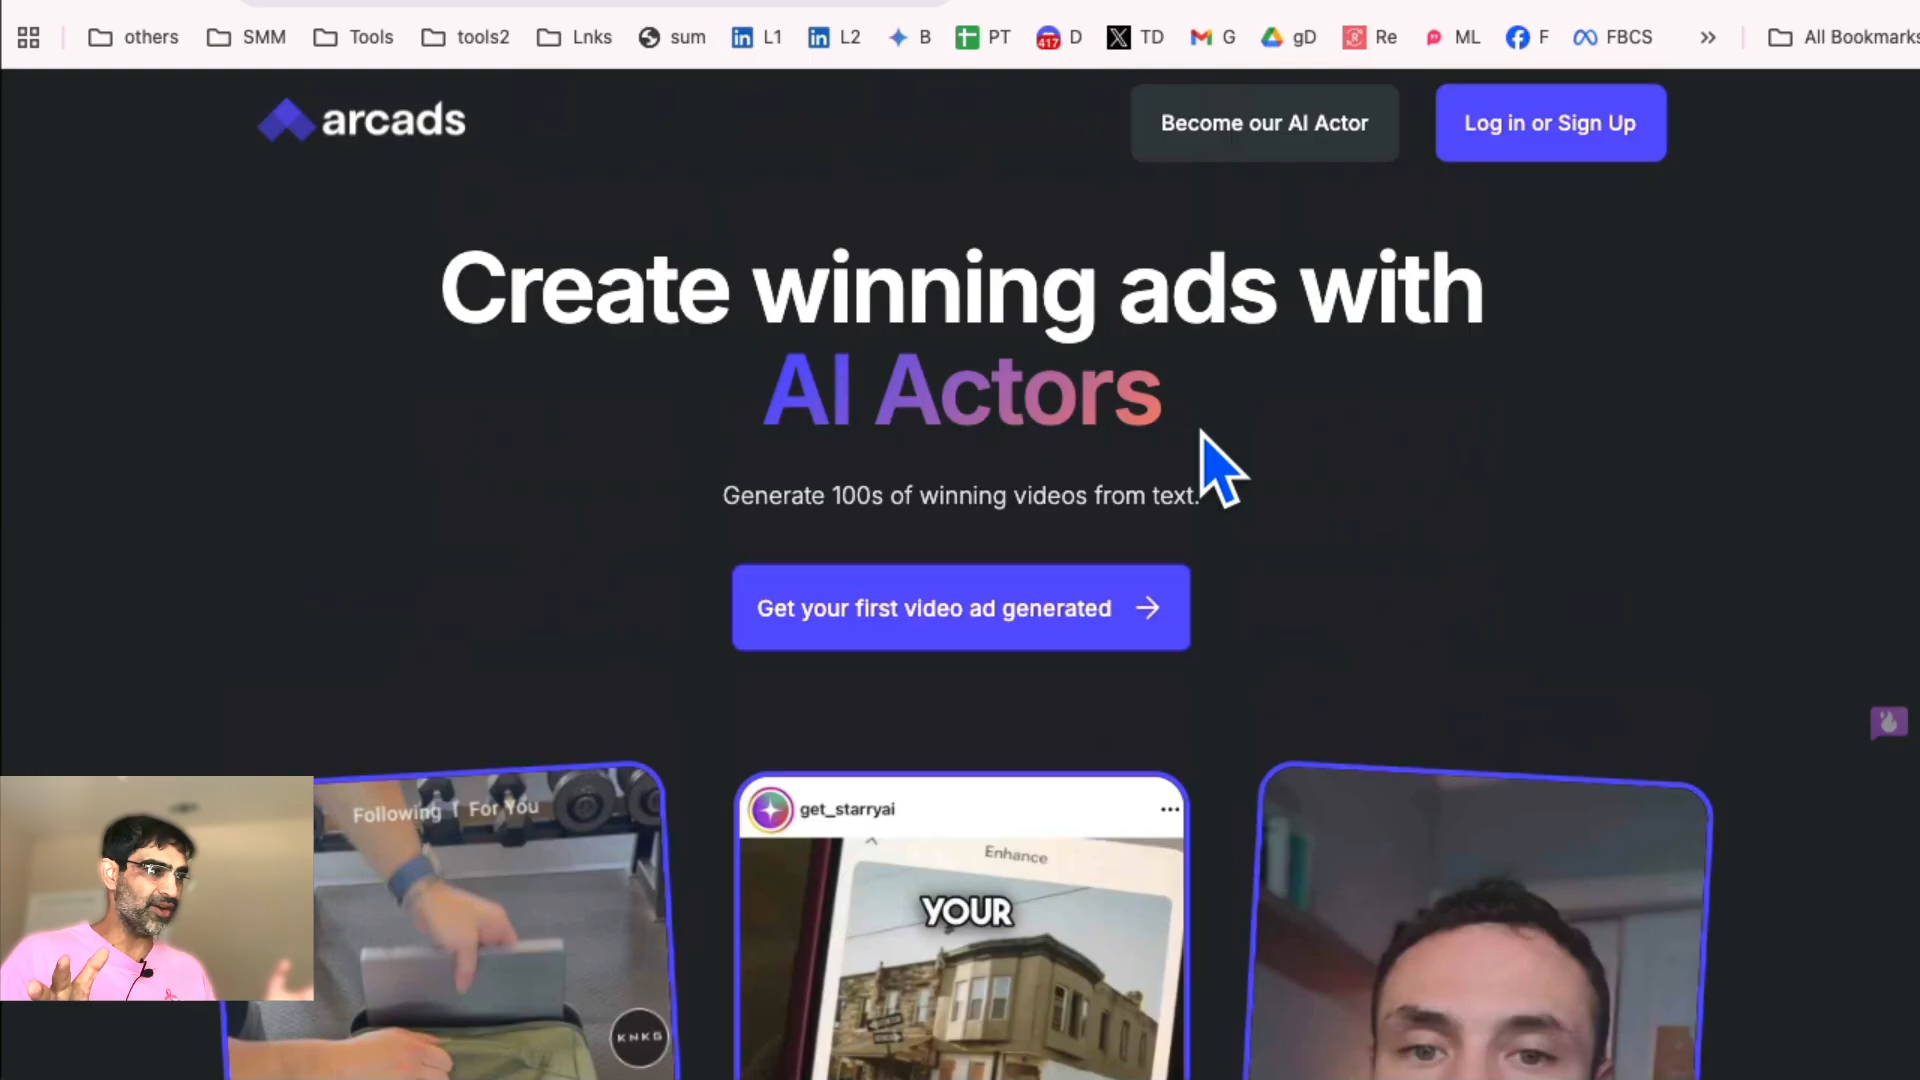 others SMM Tools tools2 Lnks sum L1 L2 B PT 417 D TD G gD Re ML F FBCS » All Bookmarks
arcads
Become our AI Actor
Log in or Sign Up
Create winning ads with
AI Actors
Generate 100s of winning videos from text.
Get your first video ad generated →
Following | For You
KNKG
get_starryai
Enhance
YOUR